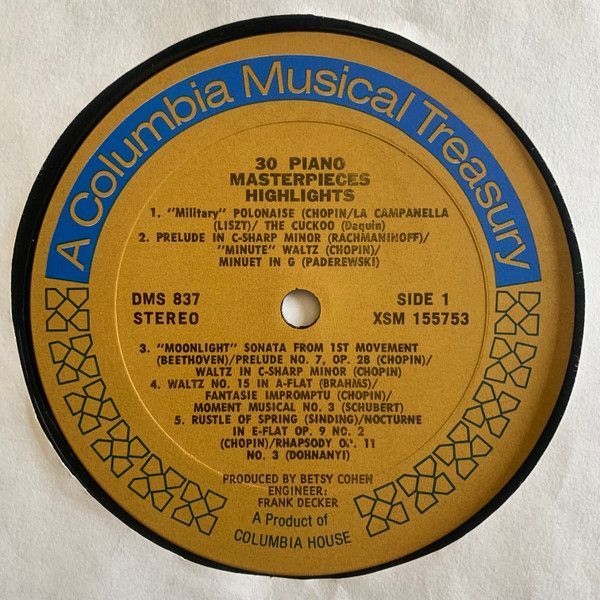 A Columbia Musical Treasury
30 PIANO
MASTERPIECES
HIGHLIGHTS
1. "Military" POLONAISE (CHOPIN/LA CAMPANELLA
(LISZT)/ THE CUCKOO (Daquin)
2. PRELUDE IN C-SHARP MINOR (RACHMANINOFF)/
"MINUTE" WALTZ (CHOPIN)/
MINUET IN G (PADEREWSKI)
DMS 837
STEREO
SIDE 1
XSM 155753
3. "MOONLIGHT" SONATA FROM 1ST MOVEMENT
(BEETHOVEN)/PRELUDE NO. 7, OP. 28 (CHOPIN)/
WALTZ IN C-SHARP MINOR (CHOPIN)
4. WALTZ NO. 15 IN A-FLAT (BRAHMS)/
FANTASIE IMPROMPTU (CHOPIN)/
MOMENT MUSICAL NO. 3 (SCHUBERT)
5. RUSTLE OF SPRING (SINDING)/NOCTURNE
IN E-FLAT OP. 9 NO. 2
(CHOPIN)/RHAPSODY OP. 11
NO. 3 (DOHNANYI)
PRODUCED BY BETSY COHEN
ENGINEER:
FRANK DECKER
A Product of
COLUMBIA HOUSE